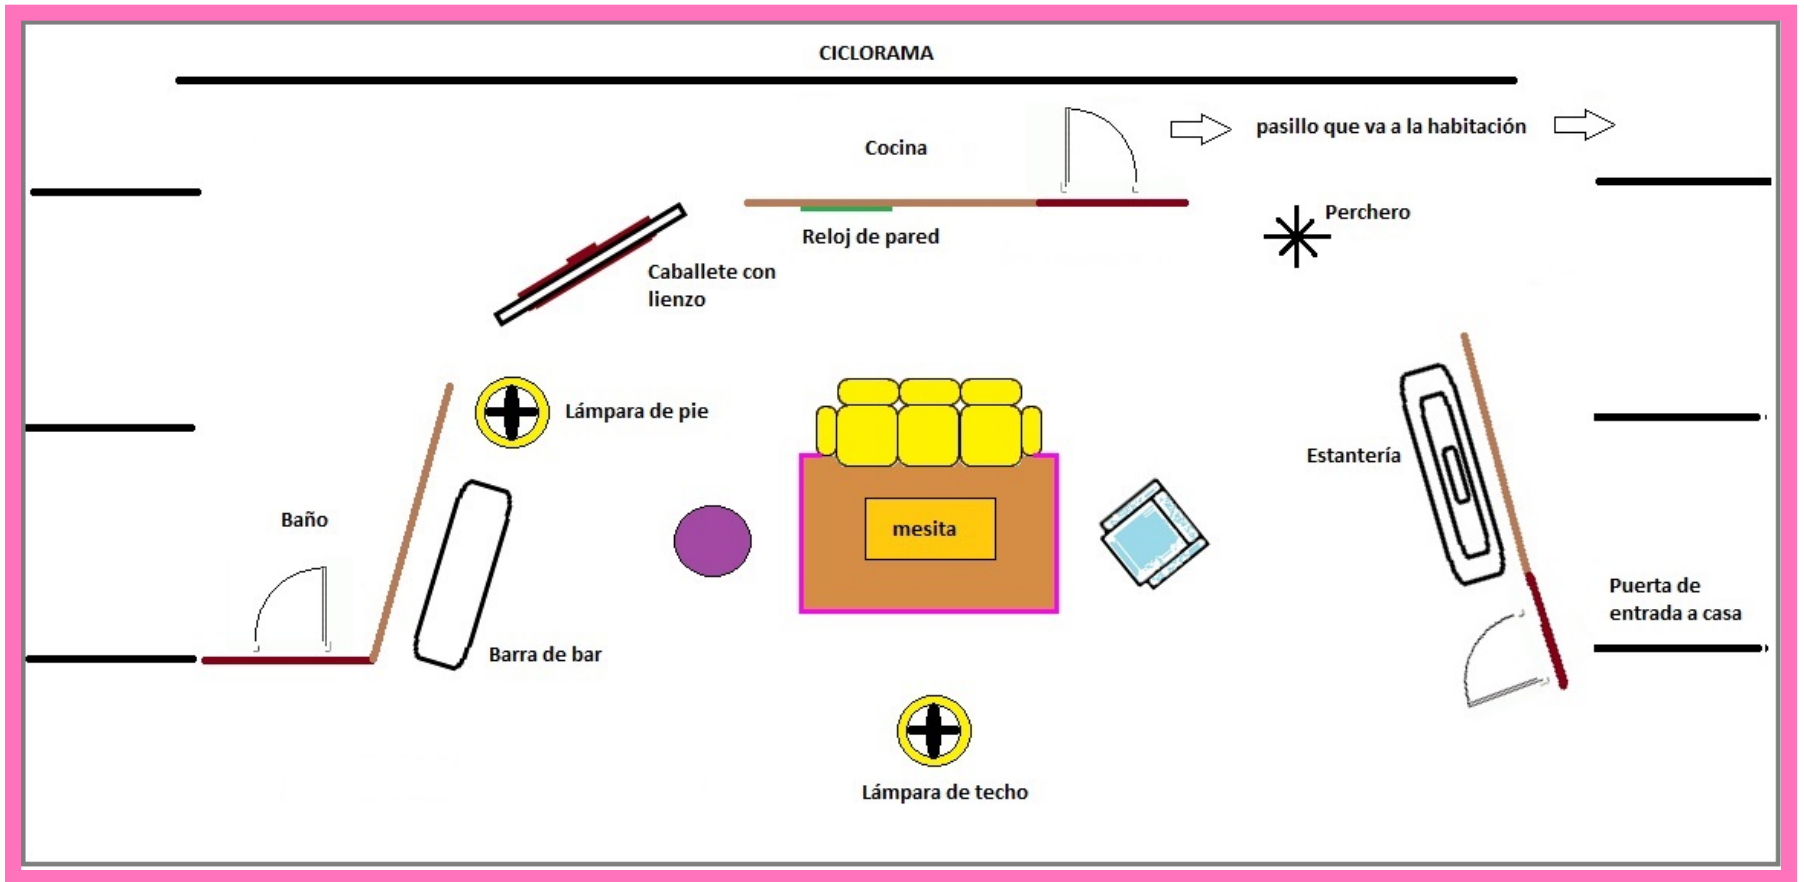 CICLORAMA
pasillo que va a la habitación
Cocina
Perchero
Reloj de pared
Caballete con
lienzo
Lámpara de pie
Estantería
Baño
mesita
Puerta de
entrada a casa
Barra de bar
Lámpara de techo